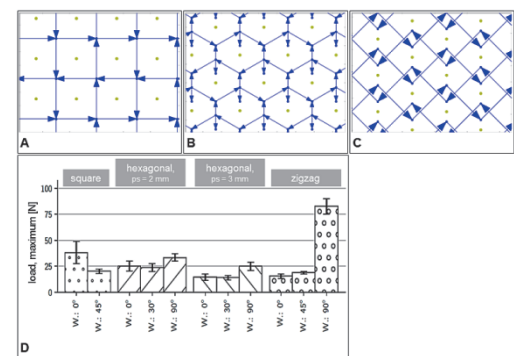 A
B
C
square
hexagonal,
ps = 2 mm
hexagonal,
ps = 3 mm
zigzag
load, maximum [N]
100
75
50
25
0
W.: 0°
W.: 45°
W.: 0°
W.: 30°
W.: 90°
W.: 0°
W.: 30°
W.: 90°
W.: 0°
W.: 45°
W.: 90°
D